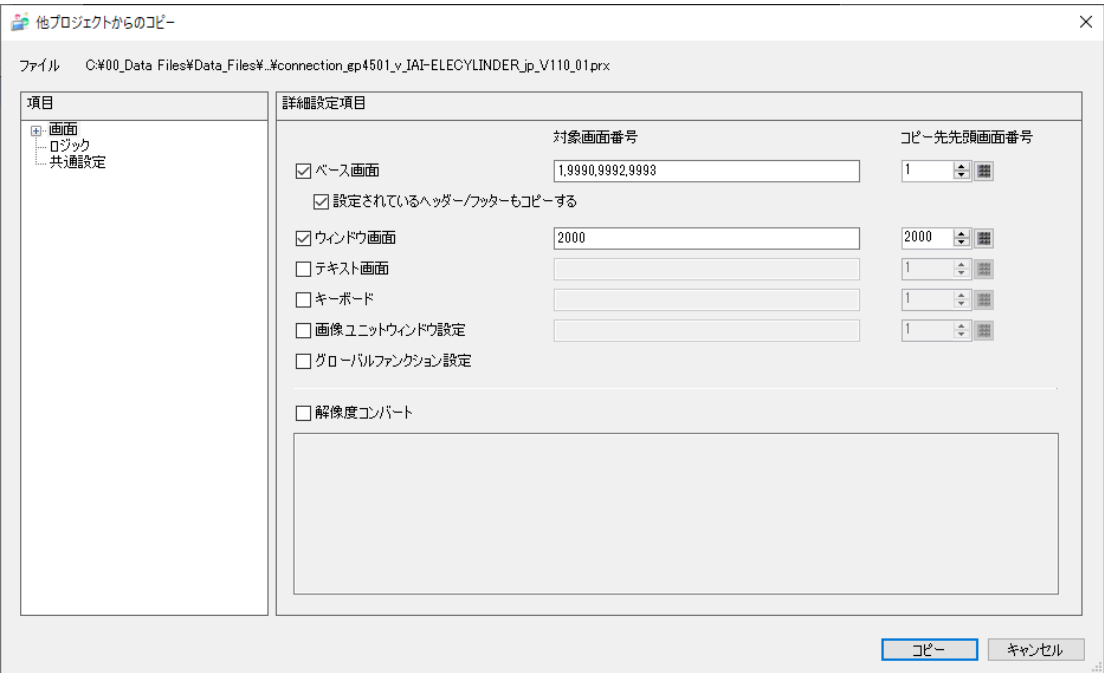 他プロジェクトからのコピー
ファイル C:¥00_Data Files¥Data_Files¥..¥connection_gp4501_v_IAI-ELECYLINDER_jp_V110_01.prx
項目
画面
ロジック
共通設定
詳細設定項目
対象画面番号 コピー先先頭画面番号
ベース画面 1,9990,9992,9993 1
設定されているヘッダー/フッターもコピーする
ウィンドウ画面 2000 2000
テキスト画面 1
キーボード 1
画像ユニットウィンドウ設定 1
グローバルファンクション設定
解像度コンバート
コピー キャンセル